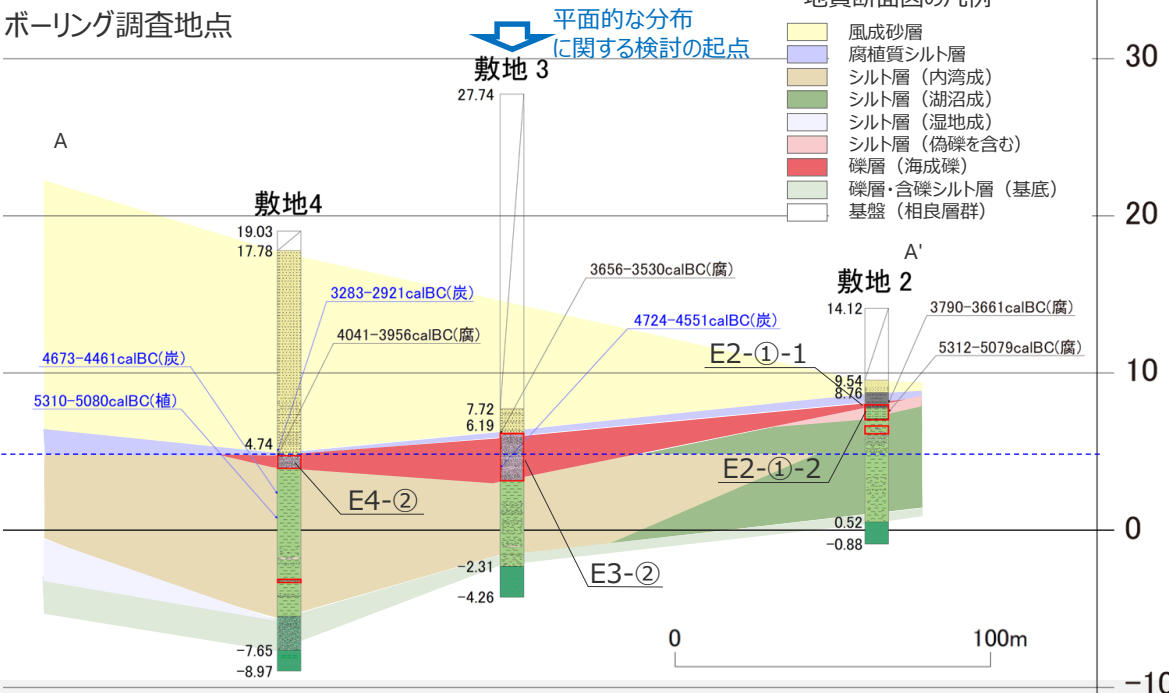 ボーリング調査地点
平面的な分布
に関する検討の起点
風成砂層
腐植質シルト層
シルト層（内湾成）
シルト層（湖沼成）
シルト層（湿地成）
シルト層（偽礫を含む）
礫層（海成礫）
礫層・含礫シルト層（基底）
基盤（相良層群）
30
20
10
0
-10
A
A'
敷地4
19.03
17.78
4.74
-7.65
-8.97
3283-2921calBC(炭)
4041-3956calBC(腐)
4673-4461calBC(炭)
5310-5080calBC(植)
E4-②
敷地 3
27.74
7.72
6.19
-2.31
-4.26
3656-3530calBC(腐)
4724-4551calBC(炭)
E3-②
敷地 2
14.12
9.54
8.76
0.52
-0.88
3790-3661calBC(腐)
5312-5079calBC(腐)
E2-①-1
E2-①-2
0
100m